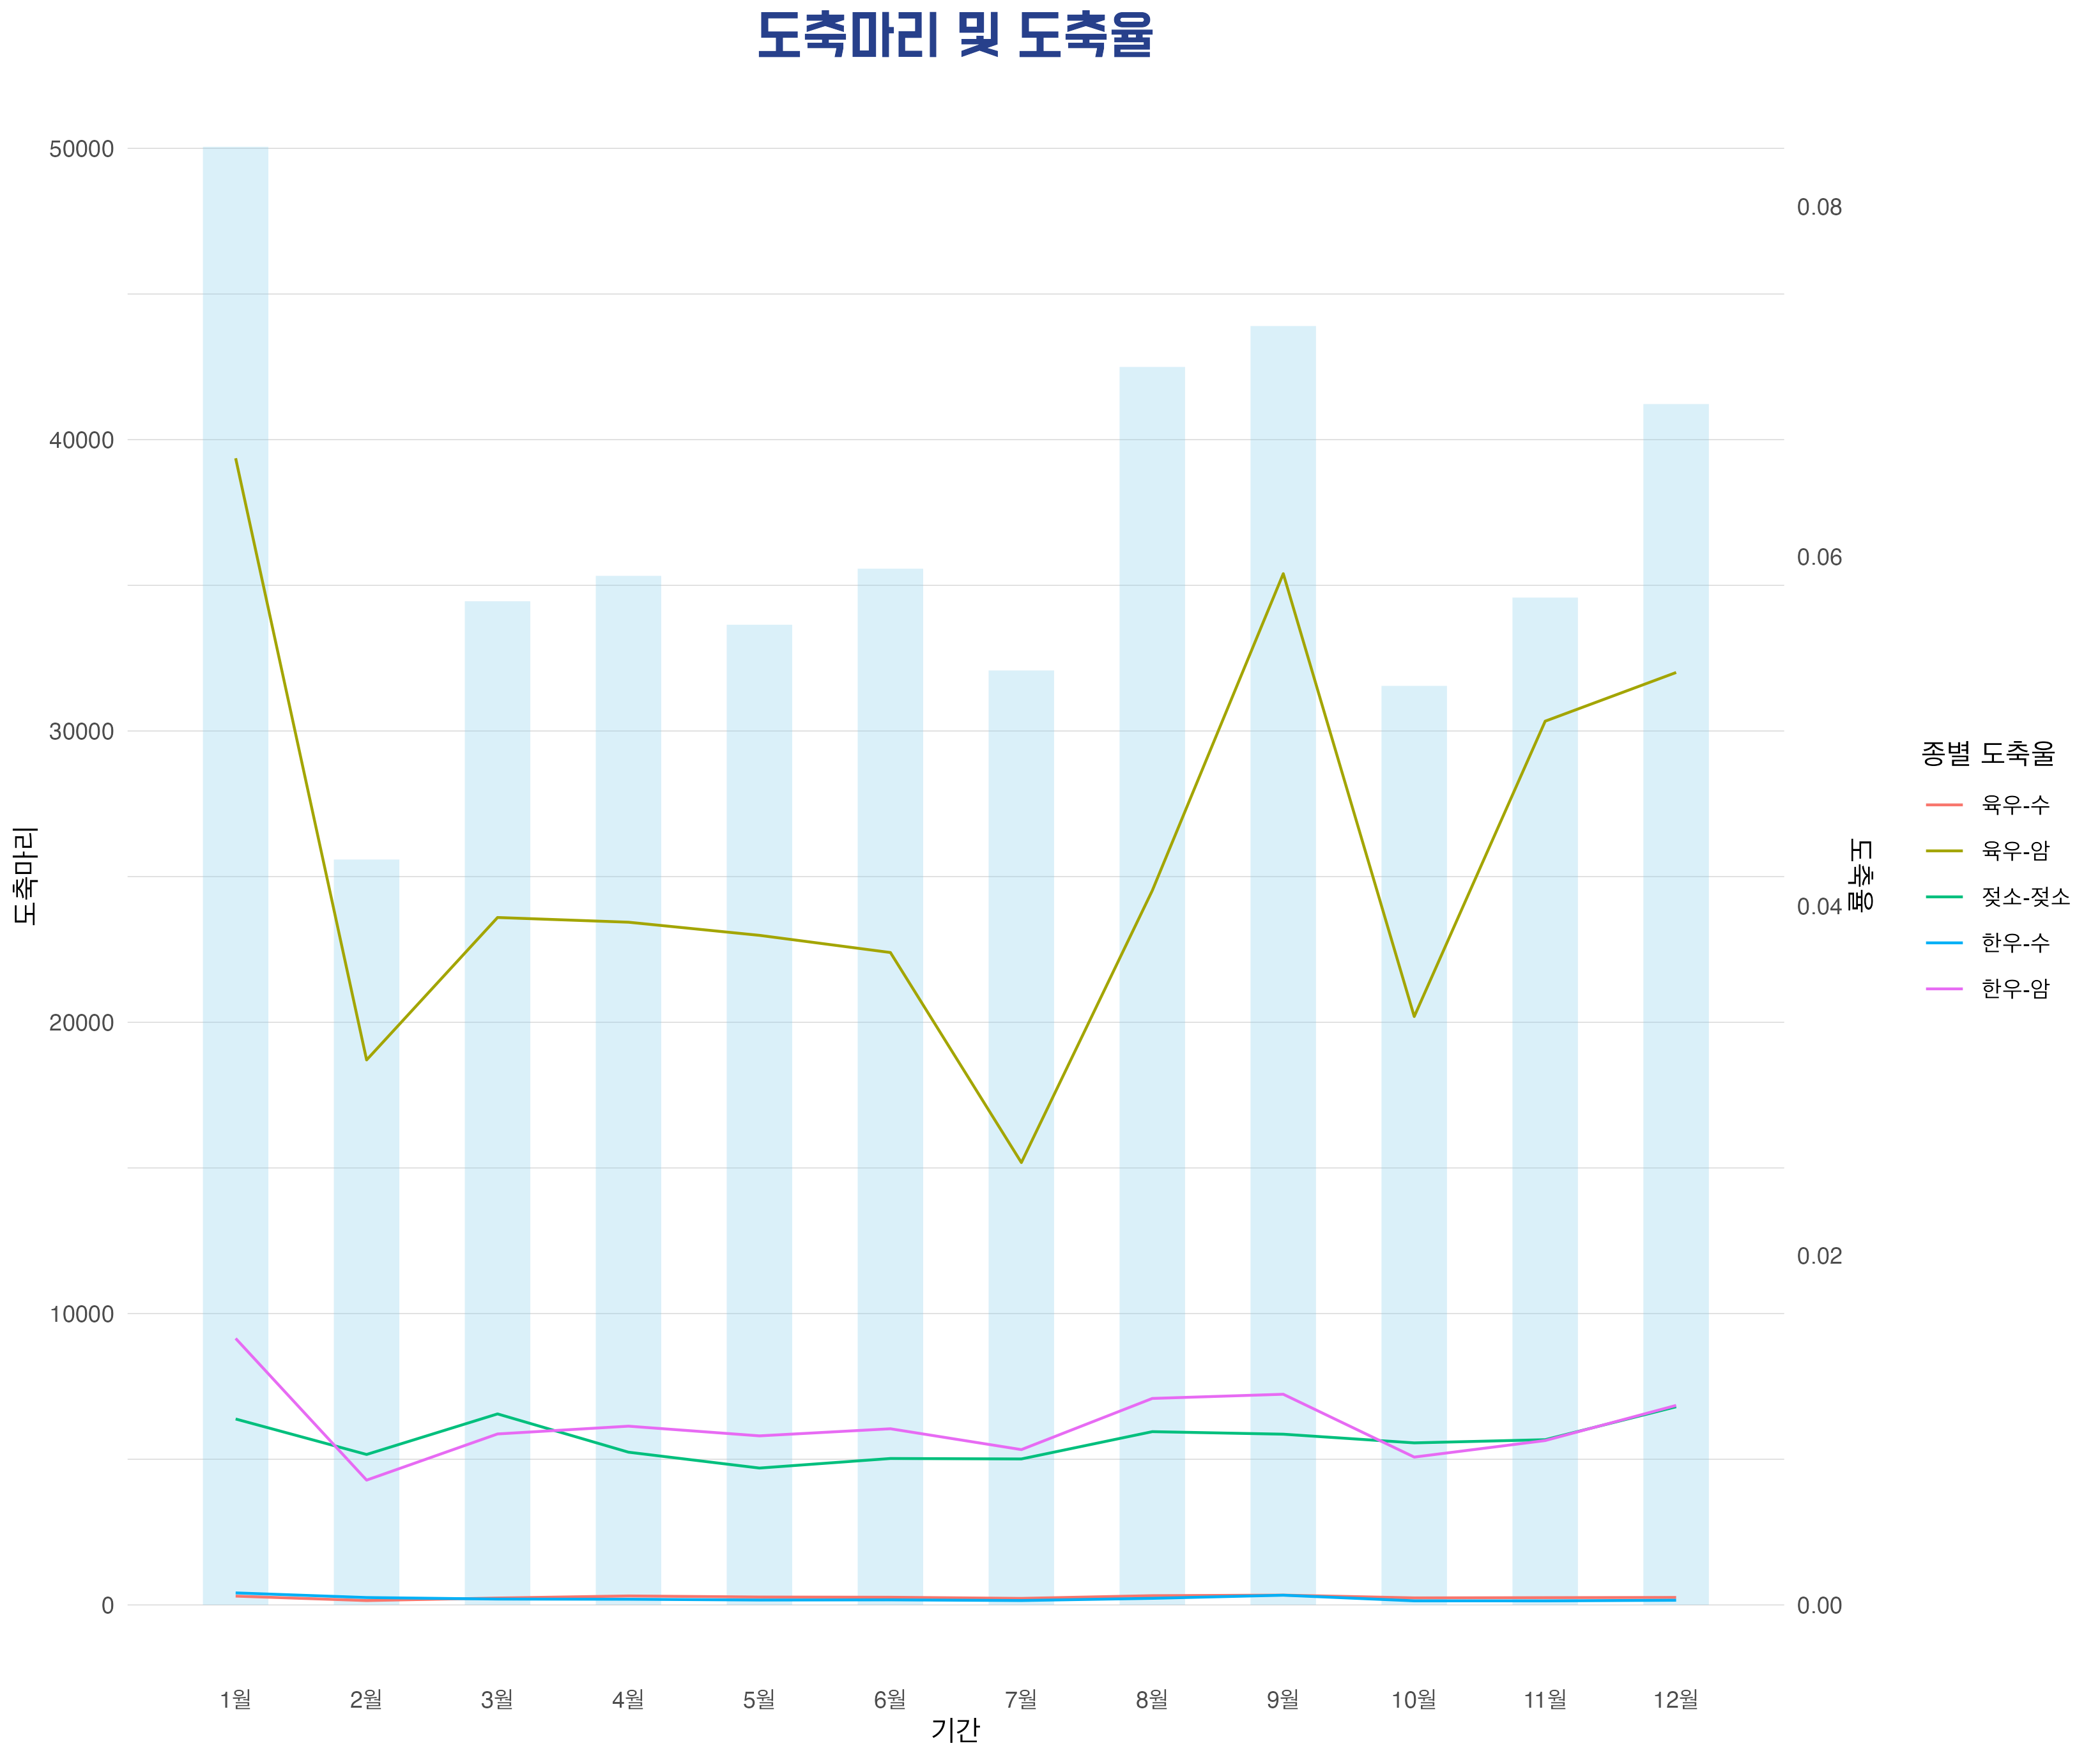 도축마리 및 도축율
50000
40000
30000
20000
10000
0
도축마리
0.08
0.06
0.04
0.02
0.00
도축율
1월 2월 3월 4월 5월 6월 7월 8월 9월 10월 11월 12월
기간
종별 도축울
육우-수
육우-암
젖소-젖소
한우-수
한우-암